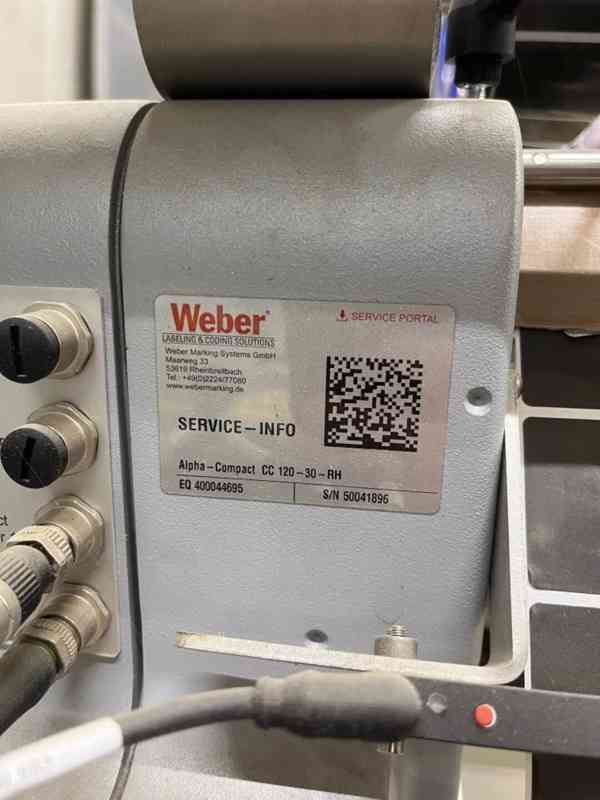 Weber®
LABELING & CODING SOLUTIONS
Weber Marking Systems GmbH
Maarweg 33
53619 Rheinbreitbach
Tel.: +49(0)2224/77080
www.webermarking.de
SERVICE PORTAL
SERVICE-INFO
Alpha-Compact CC 120-30-RH
EQ 400044695
S/N 50041896
ct